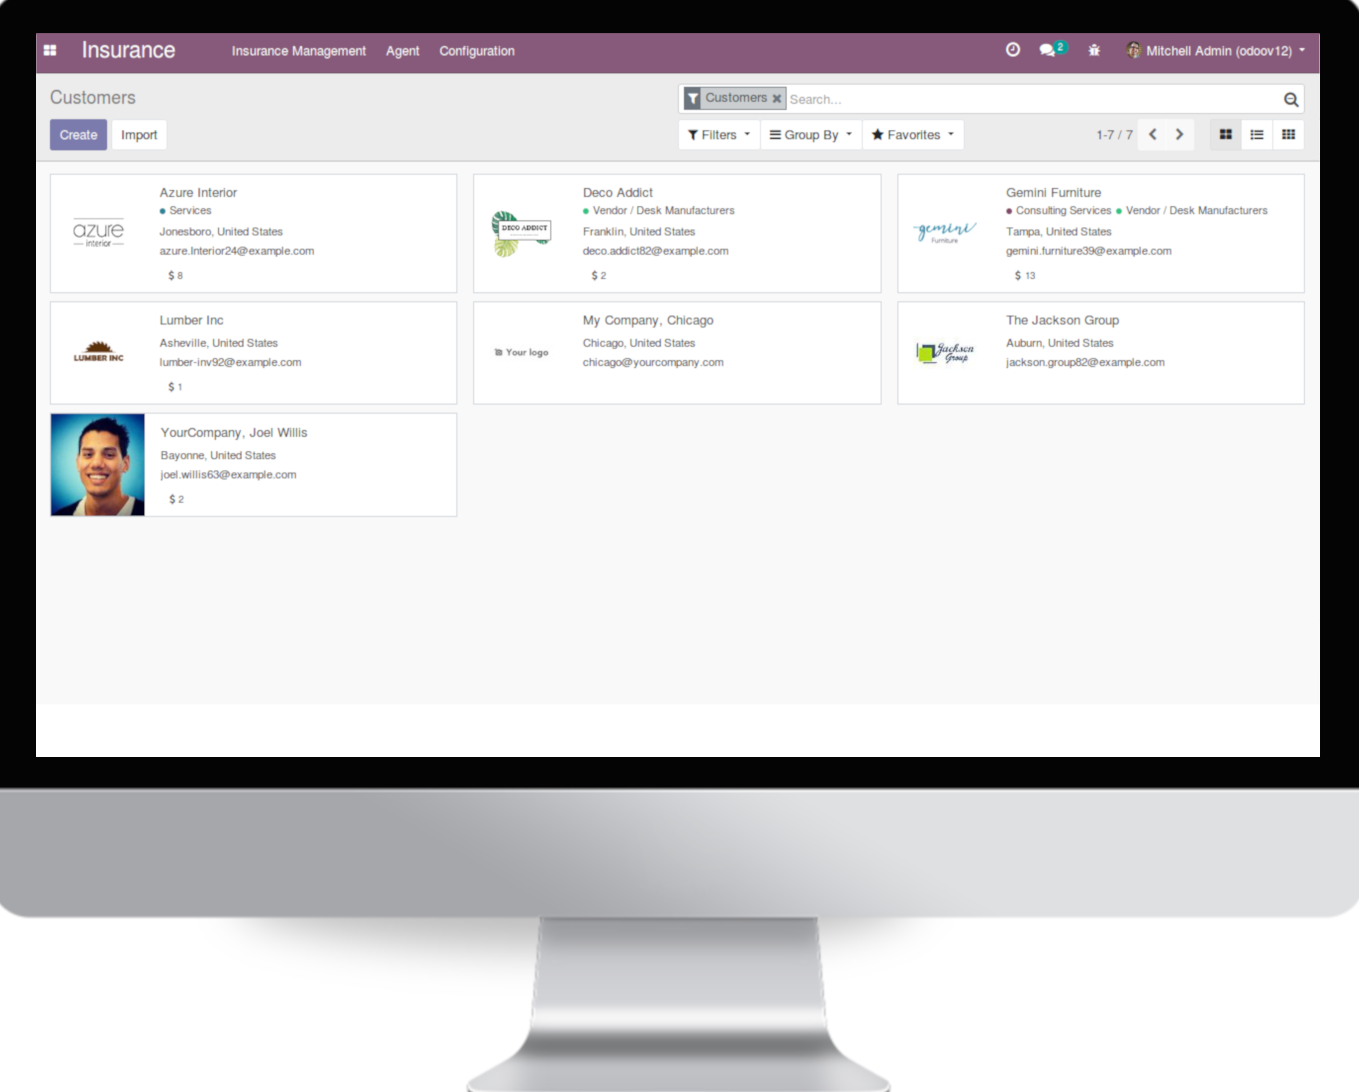 Insurance Insurance Management Agent Configuration 2 Mitchell Admin (odoov12)
Customers Customers Search...
Create Import Filters Group By Favorites 1-7 / 7
Azure Interior
Services
Jonesboro, United States
azure.Interior24@example.com
$ 8
azure
interior
Deco Addict
Vendor / Desk Manufacturers
Franklin, United States
deco.addict82@example.com
$ 2
DECO ADDICT
Gemini Furniture
Consulting Services Vendor / Desk Manufacturers
Tampa, United States
gemini.furniture39@example.com
$ 13
gemini
Furniture
Lumber Inc
Asheville, United States
lumber-inv92@example.com
$ 1
LUMBER INC
My Company, Chicago
Chicago, United States
chicago@yourcompany.com
Your logo
The Jackson Group
Auburn, United States
jackson.group82@example.com
Jackson
Group
YourCompany, Joel Willis
Bayonne, United States
joel.willis63@example.com
$ 2